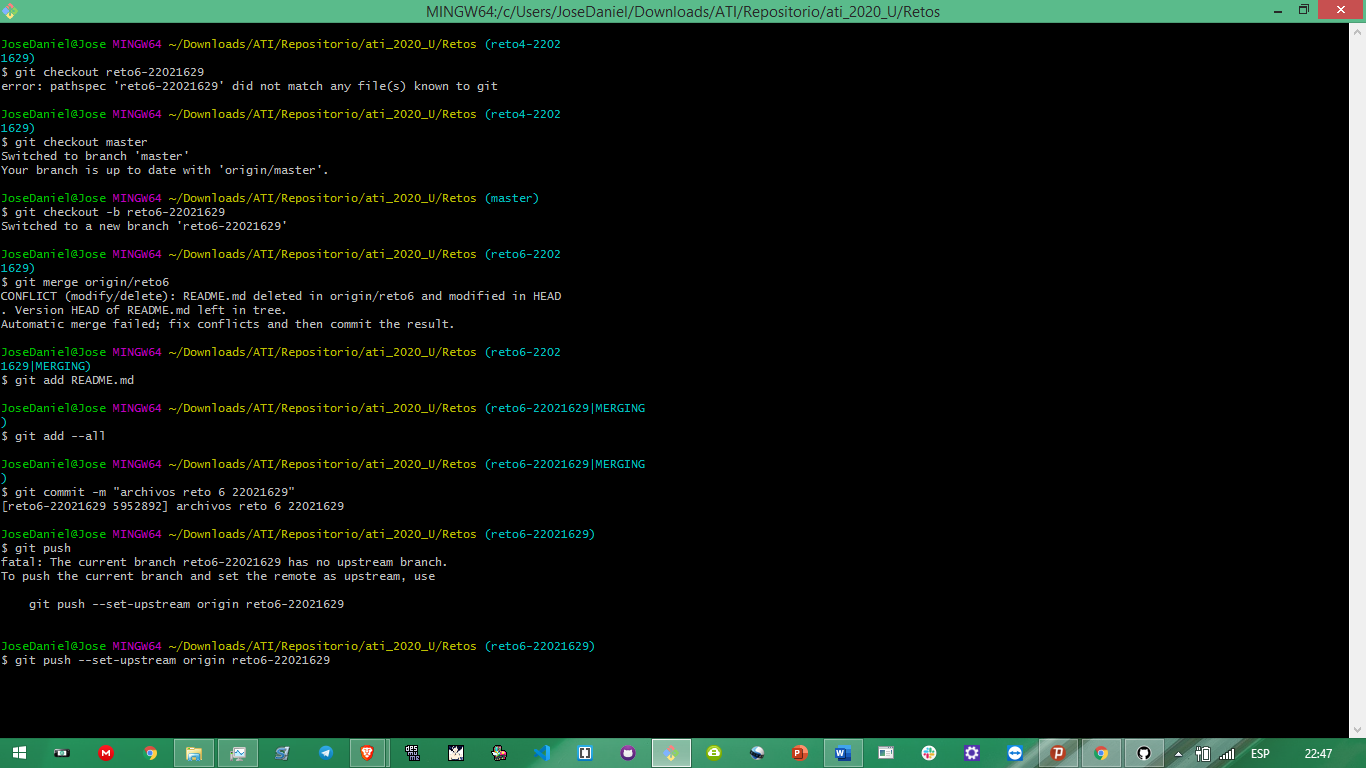 MINGW64:/c/Users/JoseDaniel/Downloads/ATI/Repositorio/ati_2020_U/Retos
JoseDaniel@Jose MINGW64 ~/Downloads/ATI/Repositorio/ati_2020_U/Retos (reto4-2202
1629)
$ git checkout reto6-22021629
error: pathspec 'reto6-22021629' did not match any file(s) known to git
JoseDaniel@Jose MINGW64 ~/Downloads/ATI/Repositorio/ati_2020_U/Retos (reto4-2202
1629)
$ git checkout master
Switched to branch 'master'
Your branch is up to date with 'origin/master'.
JoseDaniel@Jose MINGW64 ~/Downloads/ATI/Repositorio/ati_2020_U/Retos (master)
$ git checkout -b reto6-22021629
Switched to a new branch 'reto6-22021629'
JoseDaniel@Jose MINGW64 ~/Downloads/ATI/Repositorio/ati_2020_U/Retos (reto6-2202
1629)
$ git merge origin/reto6
CONFLICT (modify/delete): README.md deleted in origin/reto6 and modified in HEAD
. Version HEAD of README.md left in tree.
Automatic merge failed; fix conflicts and then commit the result.
JoseDaniel@Jose MINGW64 ~/Downloads/ATI/Repositorio/ati_2020_U/Retos (reto6-2202
1629|MERGING)
$ git add README.md
JoseDaniel@Jose MINGW64 ~/Downloads/ATI/Repositorio/ati_2020_U/Retos (reto6-22021629|MERGING
)
$ git add --all
JoseDaniel@Jose MINGW64 ~/Downloads/ATI/Repositorio/ati_2020_U/Retos (reto6-22021629|MERGING
)
$ git commit -m "archivos reto 6 22021629"
[reto6-22021629 5952892] archivos reto 6 22021629
JoseDaniel@Jose MINGW64 ~/Downloads/ATI/Repositorio/ati_2020_U/Retos (reto6-22021629)
$ git push
fatal: The current branch reto6-22021629 has no upstream branch.
To push the current branch and set the remote as upstream, use
git push --set-upstream origin reto6-22021629
JoseDaniel@Jose MINGW64 ~/Downloads/ATI/Repositorio/ati_2020_U/Retos (reto6-22021629)
$ git push --set-upstream origin reto6-22021629
ESP 22:47